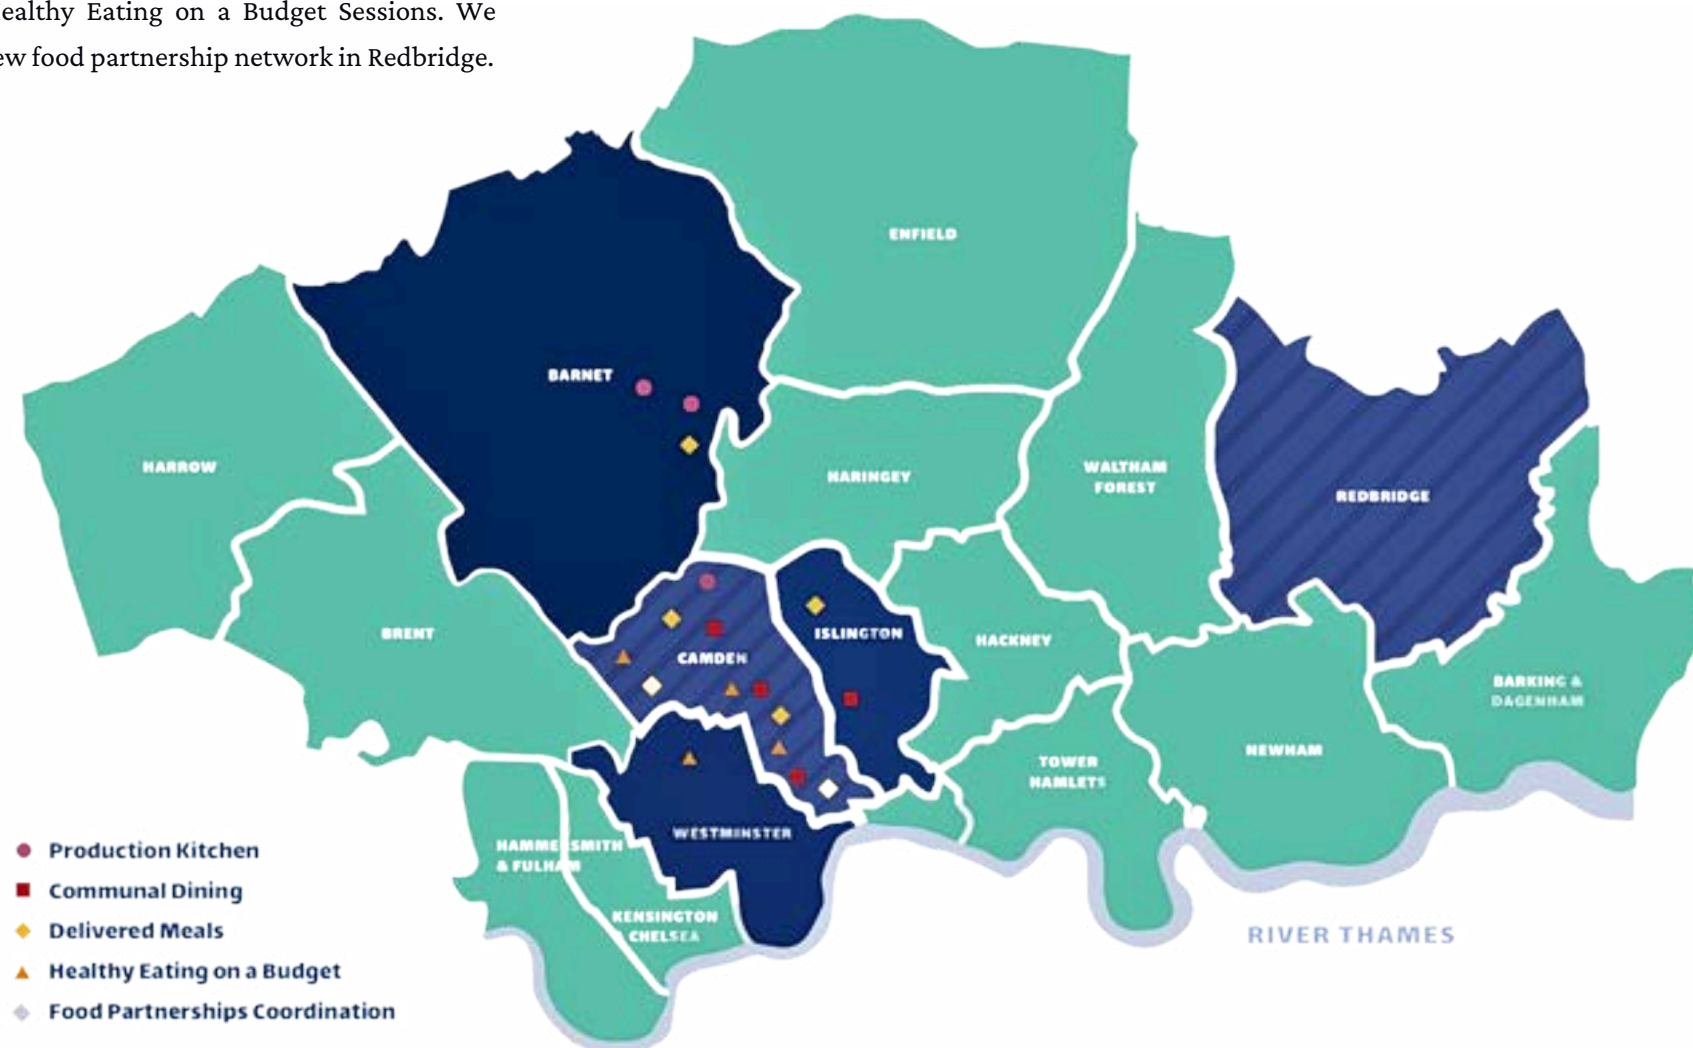 ealthy Eating on a Budget Sessions. We
ew food partnership network in Redbridge.
ENFIELD
BARNET
HARROW
HARINGEY
WALTHAM
FOREST
REDBRIDGE
BRENT
CAMDEN
ISLINGTON
HACKNEY
BARKING &
DAGENHAM
NEWHAM
TOWER
HAMLETS
WESTMINSTER
HAMMERSMITH
& FULHAM
KENSINGTON
& CHELSEA
RIVER THAMES
Production Kitchen
Communal Dining
Delivered Meals
Healthy Eating on a Budget
Food Partnerships Coordination